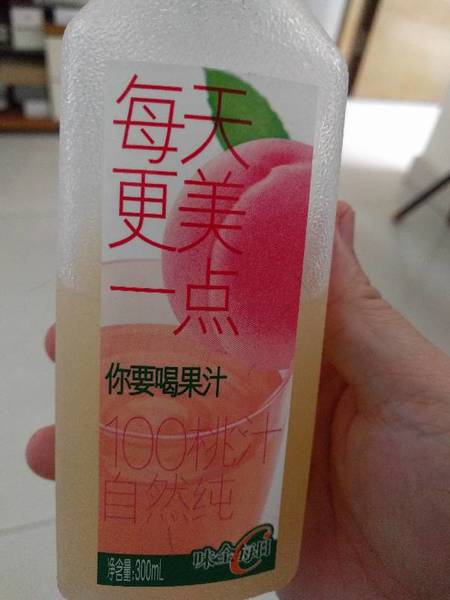 每天
更美
一点
你要喝果汁
100桃汁
自然纯
味全每日C
净含量:300mL